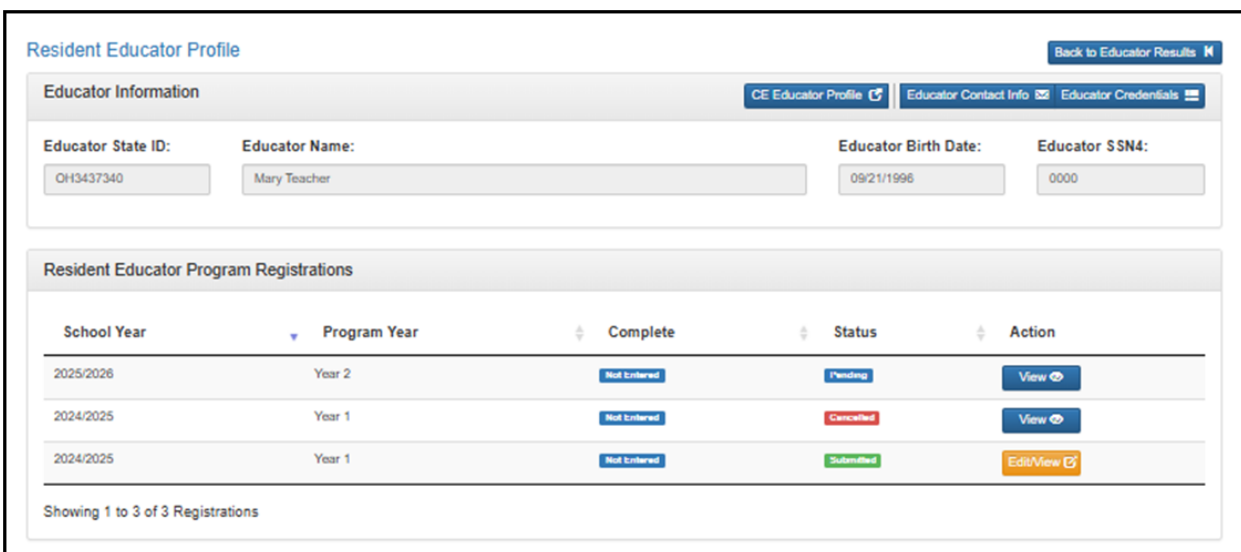 Resident Educator Profile
Back to Educator Results
Educator Information
CE Educator Profile
Educator Contact Info
Educator Credentials
Educator State ID:
Educator Name:
Educator Birth Date:
Educator SSN4:
OH3437340
Mary Teacher
09/21/1996
0000
Resident Educator Program Registrations
School Year Program Year Complete Status Action
2025/2026 Year 2 Not Entered Pending View
2024/2025 Year 1 Not Entered Cancelled View
2024/2025 Year 1 Not Entered Submitted Edit/View
Showing 1 to 3 of 3 Registrations